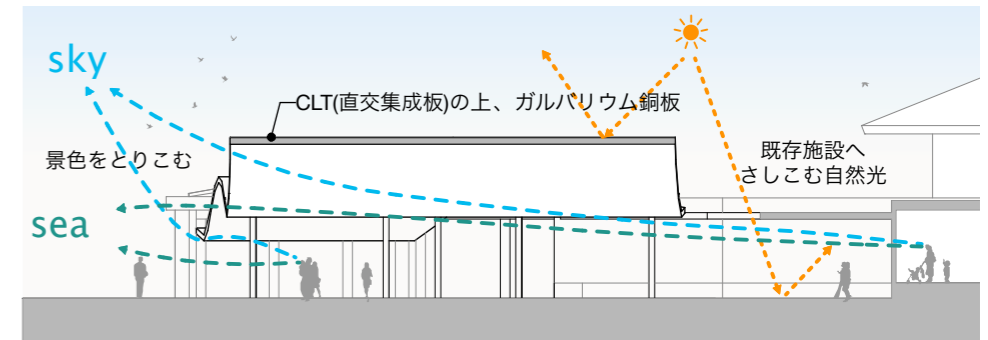 sky
CLT(直交集成板)の上、ガルバリウム銅板
景色をとりこむ
既存施設へ
さしこむ自然光
sea